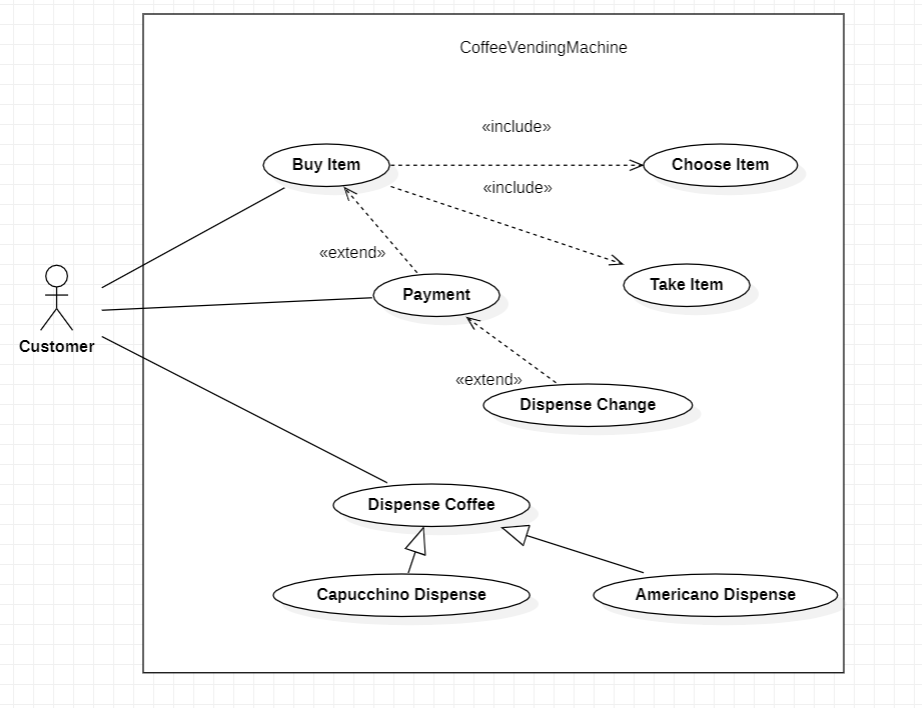 CoffeeVendingMachine
«include»
Buy Item
Choose Item
«include»
«extend»
Take Item
Payment
Customer
«extend»
Dispense Change
Dispense Coffee
Capucchino Dispense
Americano Dispense